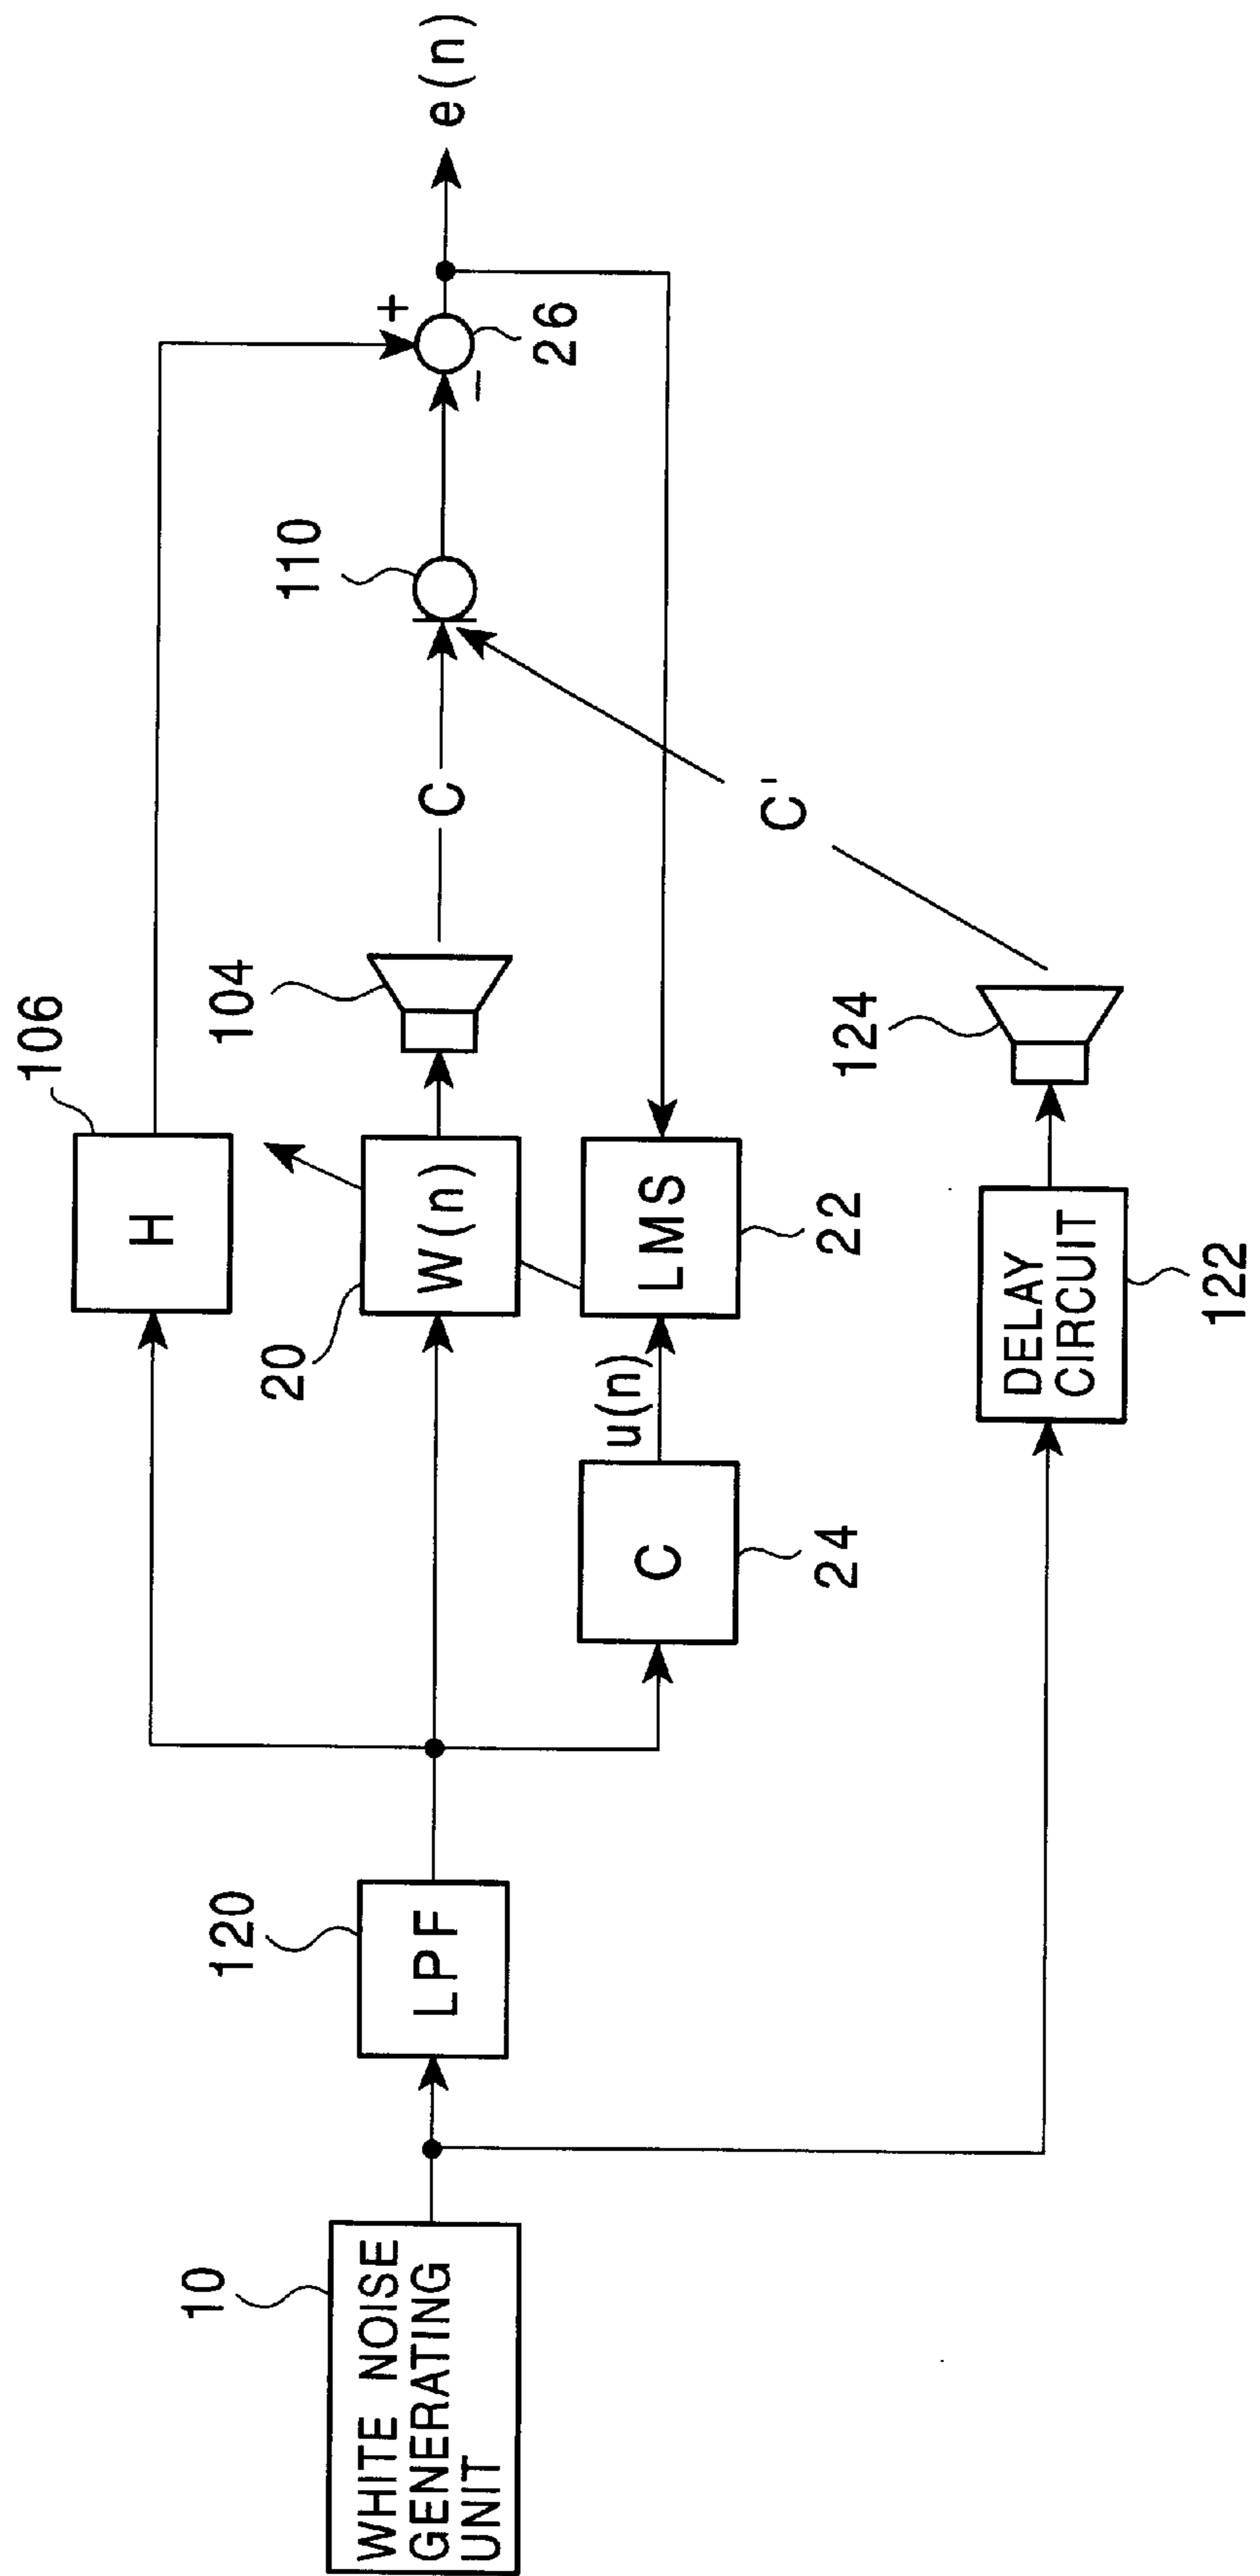 10
WHITE NOISE
GENERATING
UNIT
120
LPF
106
H
20
W(n)
104
C
110
+
-
26
e(n)
24
C
u(n)
22
LMS
C'
122
DELAY
CIRCUIT
124